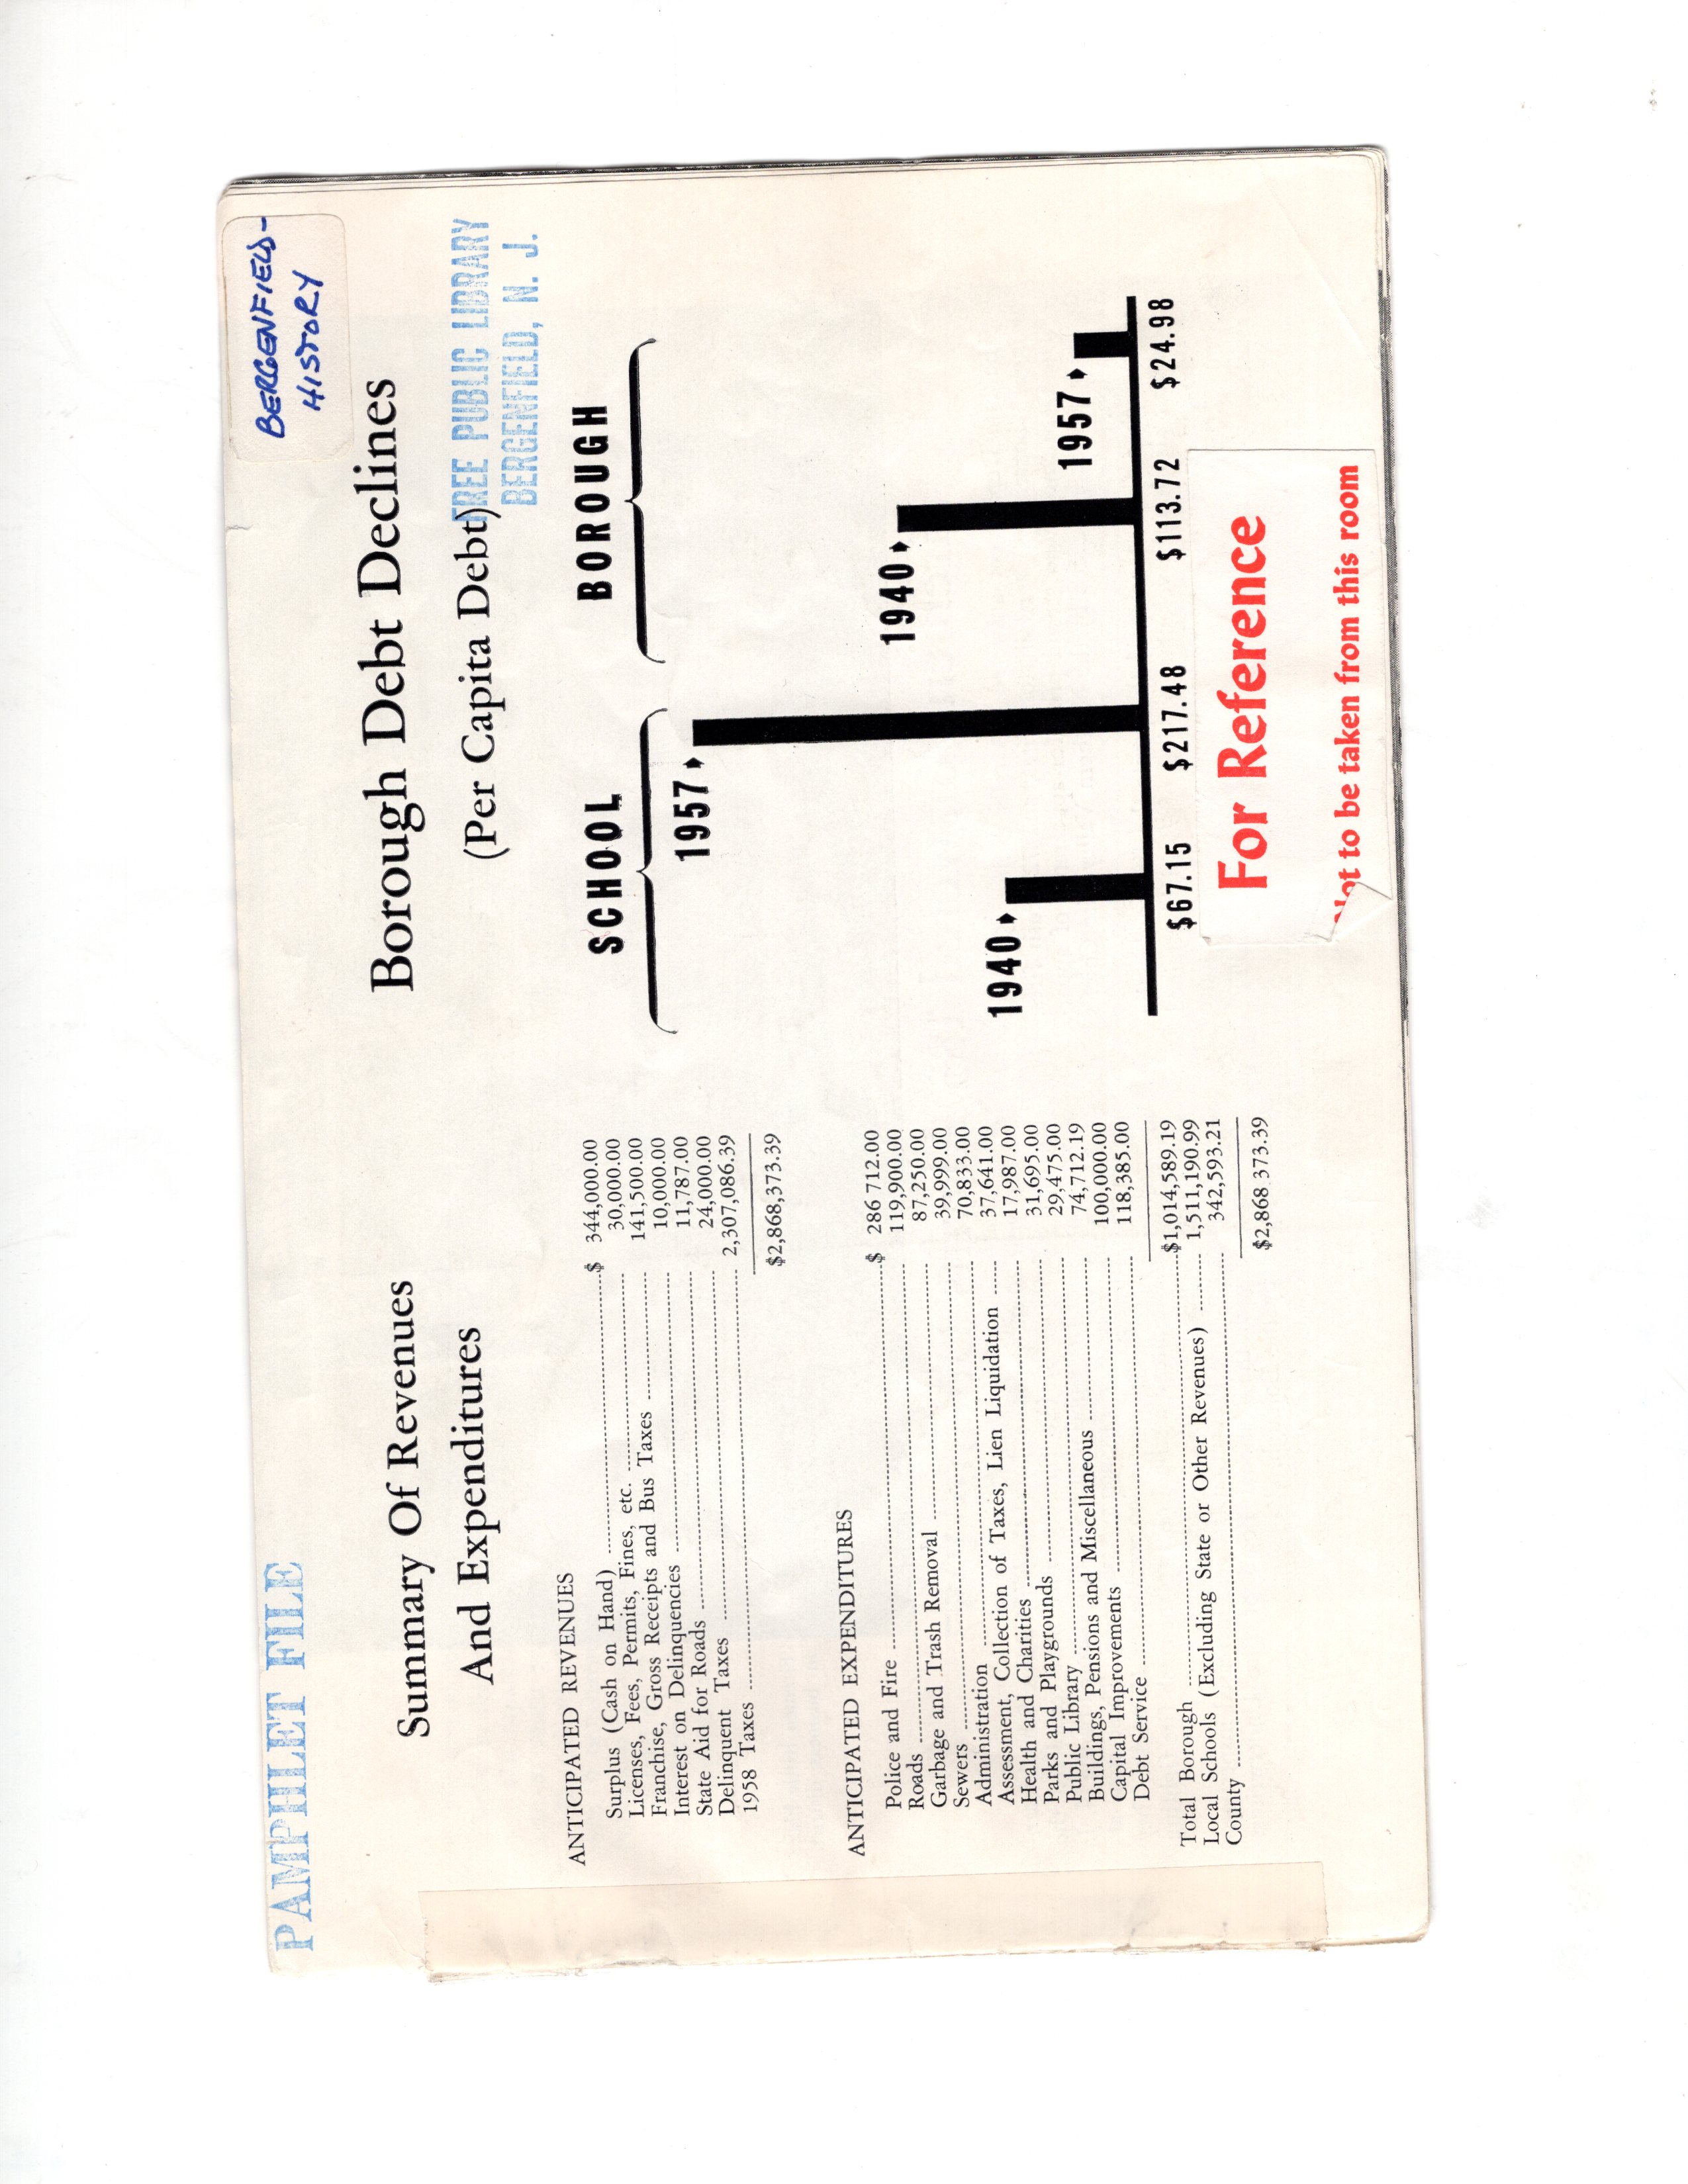 PAMPHLET FILE
BERGENFIELD-
HISTORY
Summary Of Revenues
And Expenditures
ANTICIPATED REVENUES
Surplus (Cash on Hand) $ 344,000.00
Licenses, Fees, Permits, Fines, etc. 30,000.00
Franchise, Gross Receipts and Bus Taxes 141,500.00
Interest on Delinquencies 10,000.00
State Aid for Roads 11,787.00
Delinquent Taxes 24,000.00
1958 Taxes 2,307,086.39
$2,868,373.39
ANTICIPATED EXPENDITURES
Police and Fire $ 286 712.00
Roads 119,900.00
Garbage and Trash Removal 87,250.00
Sewers 39,999.00
Administration 70,833.00
Assessment, Collection of Taxes, Lien Liquidation 37,641.00
Health and Charities 17,987.00
Parks and Playgrounds 31,695.00
Public Library 29,475.00
Buildings, Pensions and Miscellaneous 74,712.19
Capital Improvements 100,000.00
Debt Service 118,385.00
Total Borough $1,014,589.19
Local Schools (Excluding State or Other Revenues) 1,511,190.99
County 342,593.21
$2,868 373.39
Borough Debt Declines
(Per Capita Debt)
FREE PUBLIC LIBRARY
BERGENFIELD, N. J.
SCHOOL BOROUGH
1957
1940
1957
1940
$67.15 $217.48 $113.72 $24.98
For Reference
Not to be taken from this room